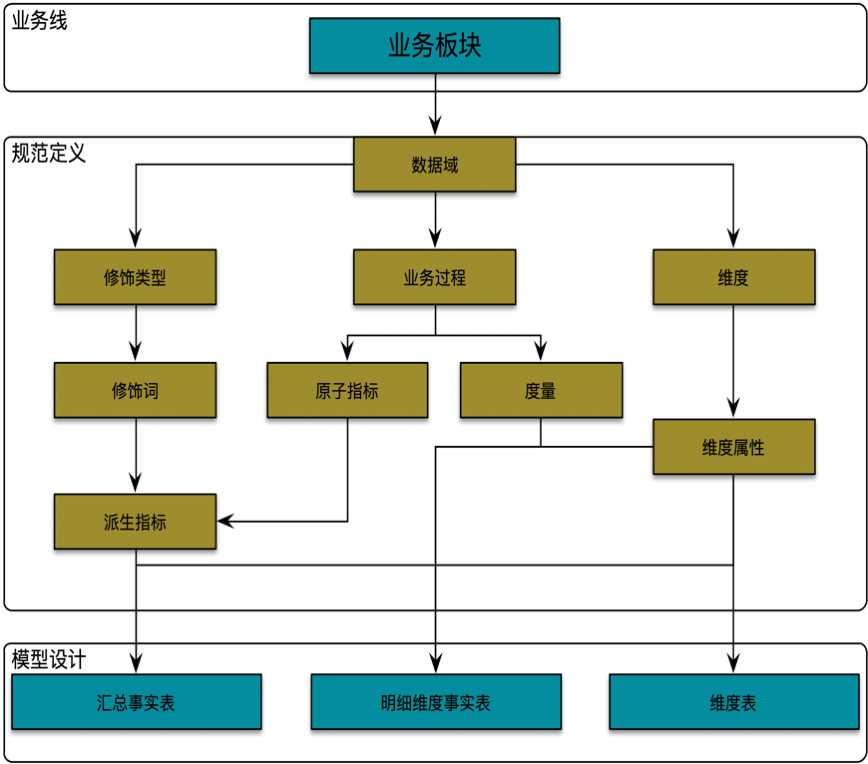 业务线
业务板块
规范定义
数据域
修饰类型
业务过程
维度
修饰词
原子指标
度量
维度属性
派生指标
模型设计
汇总事实表
明细维度事实表
维度表